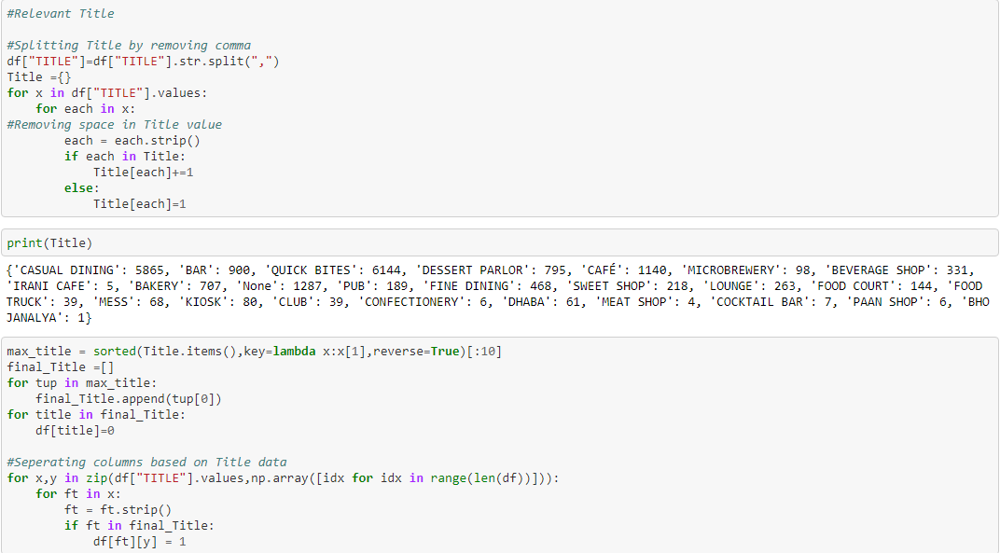 #Relevant Title
#Splitting Title by removing comma
df["TITLE"]=df["TITLE"].str.split(",")
Title ={}
for x in df["TITLE"].values:
    for each in x:
#Removing space in Title value
        each = each.strip()
        if each in Title:
            Title[each]+=1
        else:
            Title[each]=1
print(Title)
{'CASUAL DINING': 5865, 'BAR': 900, 'QUICK BITES': 6144, 'DESSERT PARLOR': 795, 'CAFÉ': 1140, 'MICROBREWERY': 98, 'BEVERAGE SHOP': 331,
'IRANI CAFE': 5, 'BAKERY': 707, 'None': 1287, 'PUB': 189, 'FINE DINING': 468, 'SWEET SHOP': 218, 'LOUNGE': 263, 'FOOD COURT': 144, 'FOOD
TRUCK': 39, 'MESS': 68, 'KIOSK': 80, 'CLUB': 39, 'CONFECTIONERY': 6, 'DHABA': 61, 'MEAT SHOP': 4, 'COCKTAIL BAR': 7, 'PAAN SHOP': 6, 'BHO
JANALYA': 1}
max_title = sorted(Title.items(),key=lambda x:x[1],reverse=True)[:10]
final_Title =[]
for tup in max_title:
    final_Title.append(tup[0])
for title in final_Title:
    df[title]=0
#Seperating columns based on Title data
for x,y in zip(df["TITLE"].values,np.array([idx for idx in range(len(df))])):
    for ft in x:
        ft = ft.strip()
        if ft in final_Title:
            df[ft][y] = 1